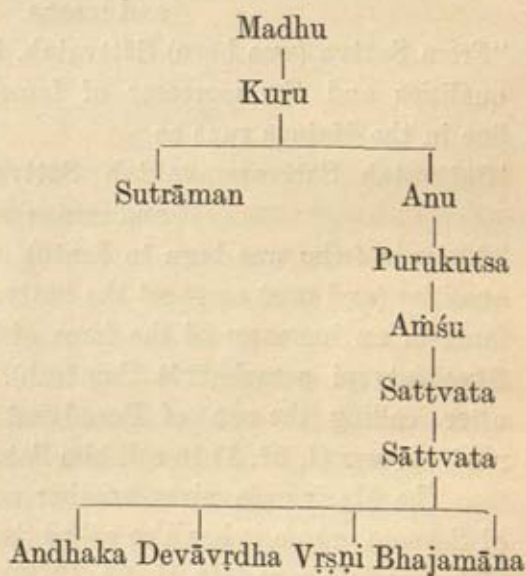 Madhu
Kuru
Sutrāman Anu
Purukutsa
Aṁśu
Sattvata
Sāttvata
Andhaka Devāvṛdha Vṛṣṇi Bhajamāna